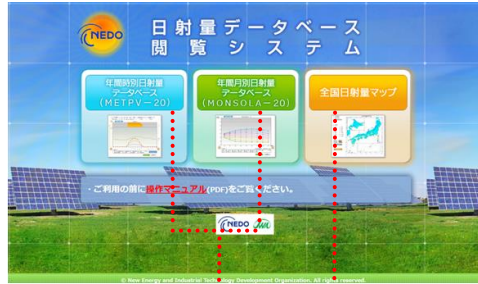 NEDO
日射量データベース
閲覧システム
年間時別日射量
データベース
(METPV-20)
年間月別日射量
データベース
(MONSOLA-20)
全国日射量マップ
・ご利用の前に操作マニュアル(PDF)をご覧ください。
NEDO
© New Energy and Industrial Technology Development Organization. All rights reserved.